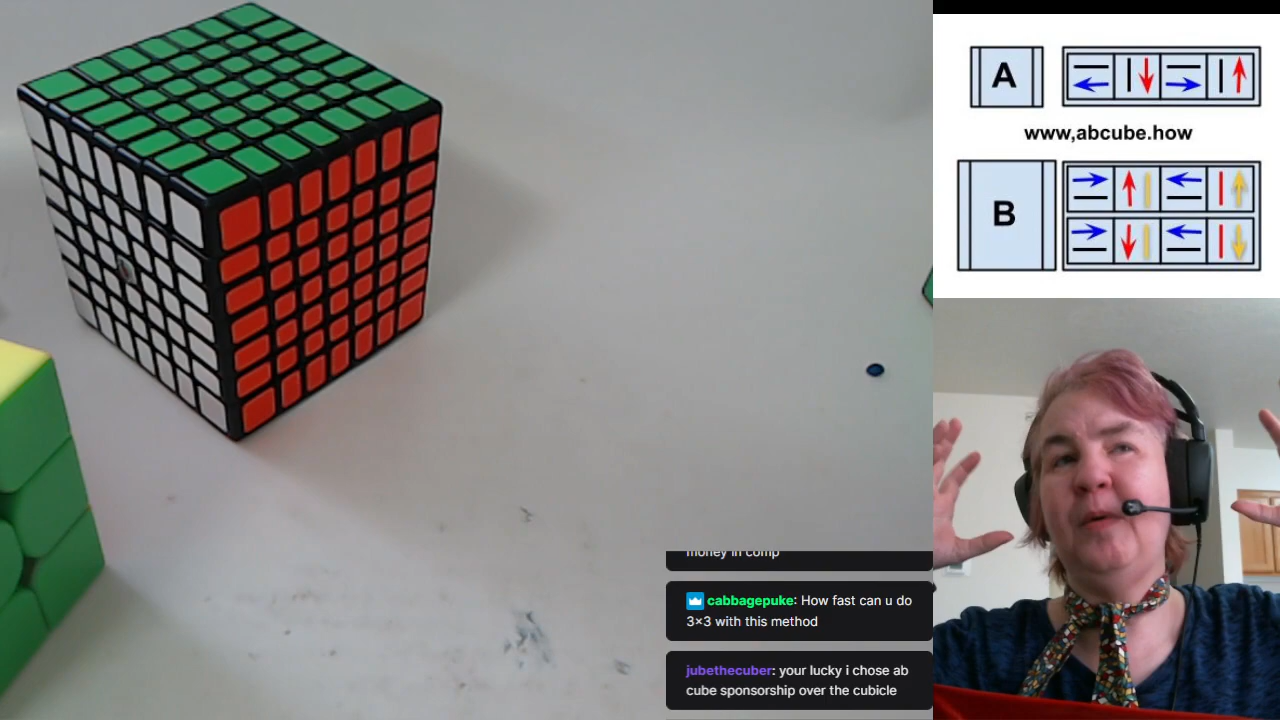 A
www,abcube.how
B
money in comp
cabbagepuke: How fast can u do
3×3 with this method
jubethecuber: your lucky i chose ab
cube sponsorship over the cubicle